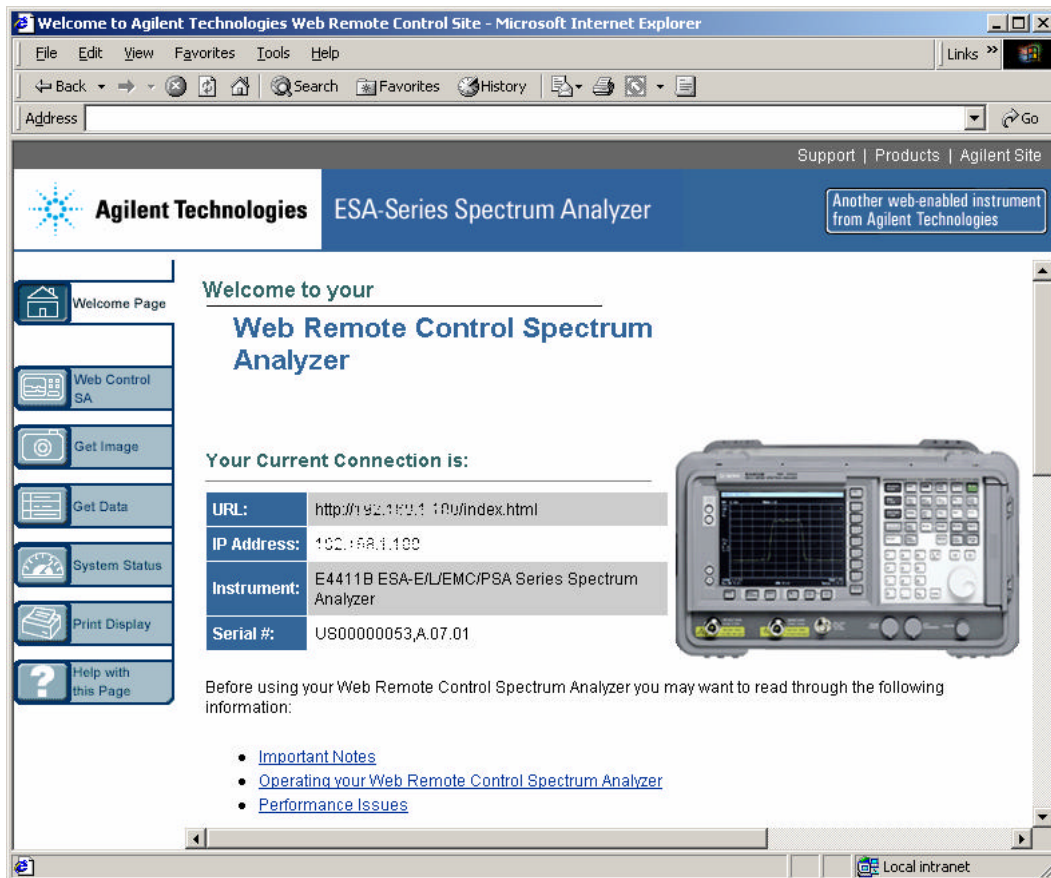 Welcome to Agilent Technologies Web Remote Control Site - Microsoft Internet Explorer
File Edit View Favorites Tools Help
Links »
Back
Search Favorites History
Address
Go
Support | Products | Agilent Site
Agilent Technologies
ESA-Series Spectrum Analyzer
Another web-enabled instrument
from Agilent Technologies
Welcome Page
Web Control
SA
Get Image
Get Data
System Status
Print Display
Help with
this Page
Welcome to your
Web Remote Control Spectrum
Analyzer
Your Current Connection is:
URL: /index.html
IP Address:
Instrument: E4411B ESA-E/L/EMC/PSA Series Spectrum
Analyzer
Serial #: US00000053,A.07.01
Before using your Web Remote Control Spectrum Analyzer you may want to read through the following
information:
Important Notes
Operating your Web Remote Control Spectrum Analyzer
Performance Issues
Local intranet